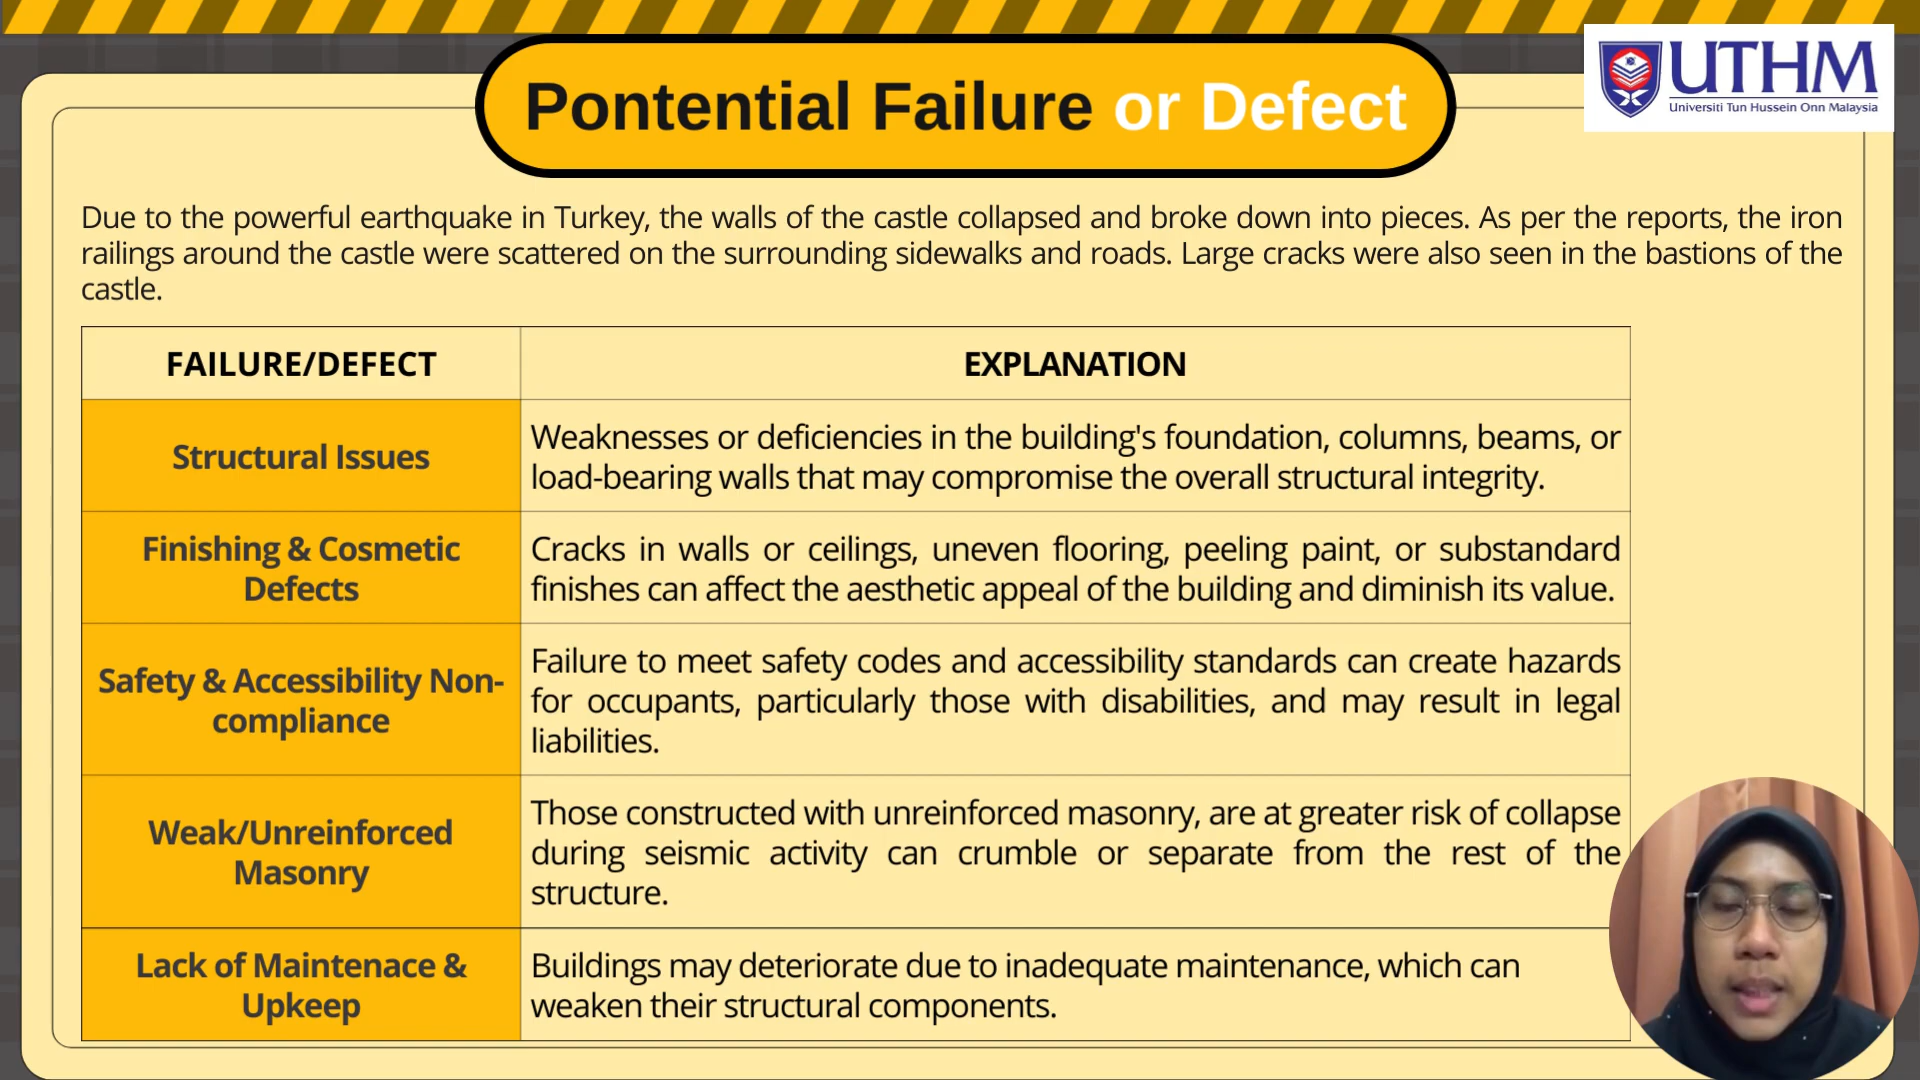 Pontential Failure or Defect
UTHM
Universiti Tun Hussein Onn Malaysia
Due to the powerful earthquake in Turkey, the walls of the castle collapsed and broke down into pieces. As per the reports, the iron
railings around the castle were scattered on the surrounding sidewalks and roads. Large cracks were also seen in the bastions of the
castle.
FAILURE/DEFECT
EXPLANATION
Structural Issues
Weaknesses or deficiencies in the building's foundation, columns, beams, or
load-bearing walls that may compromise the overall structural integrity.
Finishing & Cosmetic
Defects
Cracks in walls or ceilings, uneven flooring, peeling paint, or substandard
finishes can affect the aesthetic appeal of the building and diminish its value.
Safety & Accessibility Non-
compliance
Failure to meet safety codes and accessibility standards can create hazards
for occupants, particularly those with disabilities, and may result in legal
liabilities.
Weak/Unreinforced
Masonry
Those constructed with unreinforced masonry, are at greater risk of collapse
during seismic activity can crumble or separate from the rest of the
structure.
Lack of Maintenace &
Upkeep
Buildings may deteriorate due to inadequate maintenance, which can
weaken their structural components.